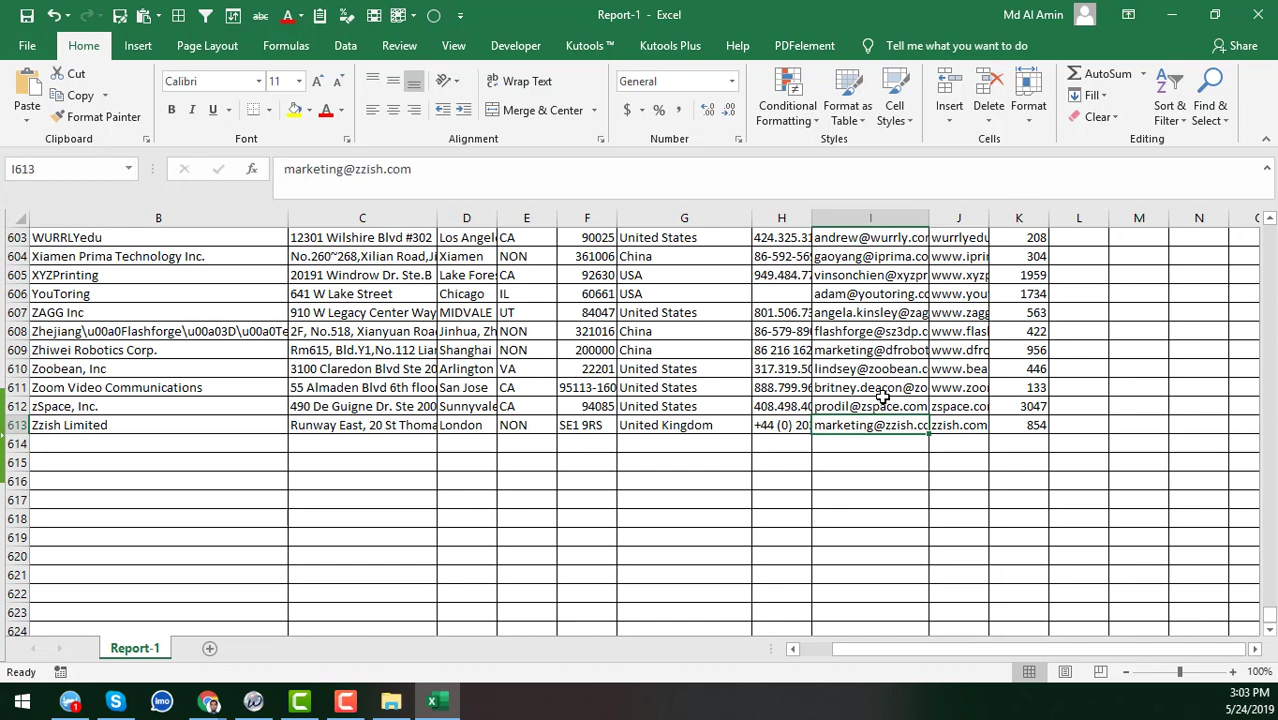 Report-1 - Excel
Md Al Amin
File Home Insert Page Layout Formulas Data Review View Developer Kutools ™ Kutools Plus Help PDFelement Tell me what you want to do Share
Paste Cut Copy Format Painter Clipboard
Calibri 11 B I U A Font
Wrap Text Merge & Center Alignment
General $ % Number
Conditional Formatting Format as Table Cell Styles Styles
Insert Delete Format Cells
AutoSum Fill Clear Sort & Filter Find & Select Editing
I613 fx marketing@zzish.com
B C D E F G H I J K L M N
603 WURRLYedu 12301 Wilshire Blvd #302 Los Angele CA 90025 United States 424.325.31 andrew@wurrly.con wurrlyedu 208
604 Xiamen Prima Technology Inc. No.260~268,Xilian Road,Ji Xiamen NON 361006 China 86-592-569 gaoyang@iprima.co www.iprin 304
605 XYZPrinting 20191 Windrow Dr. Ste.B Lake Fores CA 92630 USA 949.484.77 vinsonchien@xyzpr www.xyzp 1959
606 YouToring 641 W Lake Street Chicago IL 60661 USA adam@youtoring.c www.you 1734
607 ZAGG Inc 910 W Legacy Center Way MIDVALE UT 84047 United States 801.506.73 angela.kinsley@zag www.zagg 563
608 Zhejiang\u00a0Flashforge\u00a03D\u00a0Te 2F, No.518, Xianyuan Road Jinhua, Zh NON 321016 China 86-579-89 flashforge@sz3dp.c www.flas 422
609 Zhiwei Robotics Corp. Rm615, Bld.Y1,No.112 Lian Shanghai NON 200000 China 86 216 162 marketing@dfrobot www.dfro 956
610 Zoobean, Inc 3100 Claredon Blvd Ste 20 Arlington VA 22201 United States 317.319.50 lindsey@zoobean.c www.bea 446
611 Zoom Video Communications 55 Almaden Blvd 6th floor San Jose CA 95113-160 United States 888.799.96 britney.deacon@zo www.zoon 133
612 zSpace, Inc. 490 De Guigne Dr. Ste 200 Sunnyvale CA 94085 United States 408.498.40 prodil@zspace.com zspace.co 3047
613 Zzish Limited Runway East, 20 St Thoma London NON SE1 9RS United Kingdom +44 (0) 20 marketing@zzish.co zzish.com 854
614
615
616
617
618
619
620
621
622
623
624
Report-1
Ready 100%
3:03 PM
5/24/2019